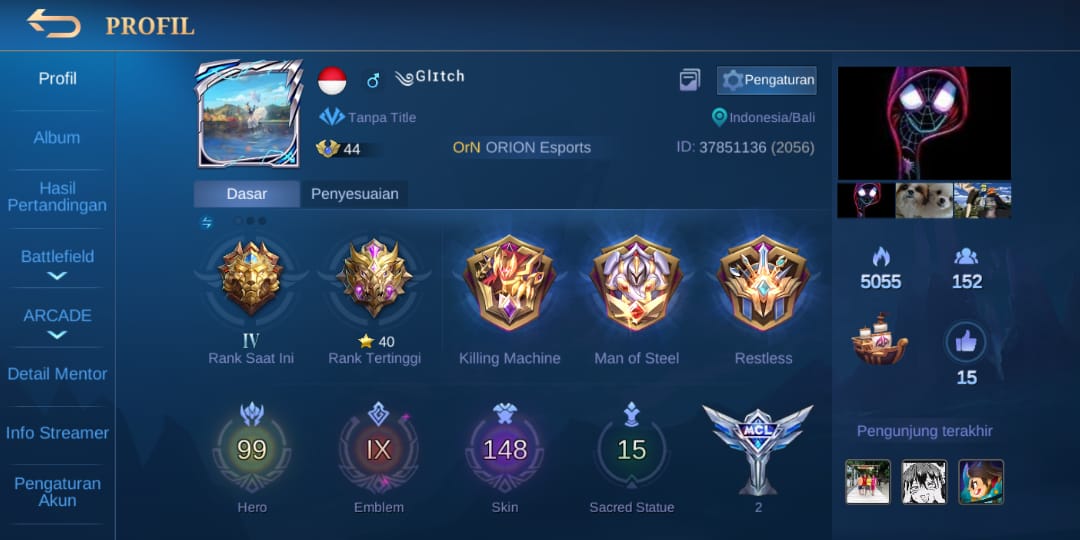 PROFIL
Profil
Album
Hasil
Pertandingan
Battlefield
ARCADE
Detail Mentor
Info Streamer
Pengaturan
Akun
Glɪtch
Pengaturan
Tanpa Title
Indonesia/Bali
44
OrN ORION Esports
ID: 37851136 (2056)
Dasar
Penyesuaian
IV
Rank Saat Ini
40
Rank Tertinggi
Killing Machine
Man of Steel
Restless
99
Hero
IX
Emblem
148
Skin
15
Sacred Statue
MCL
2
5055
152
15
Pengunjung terakhir